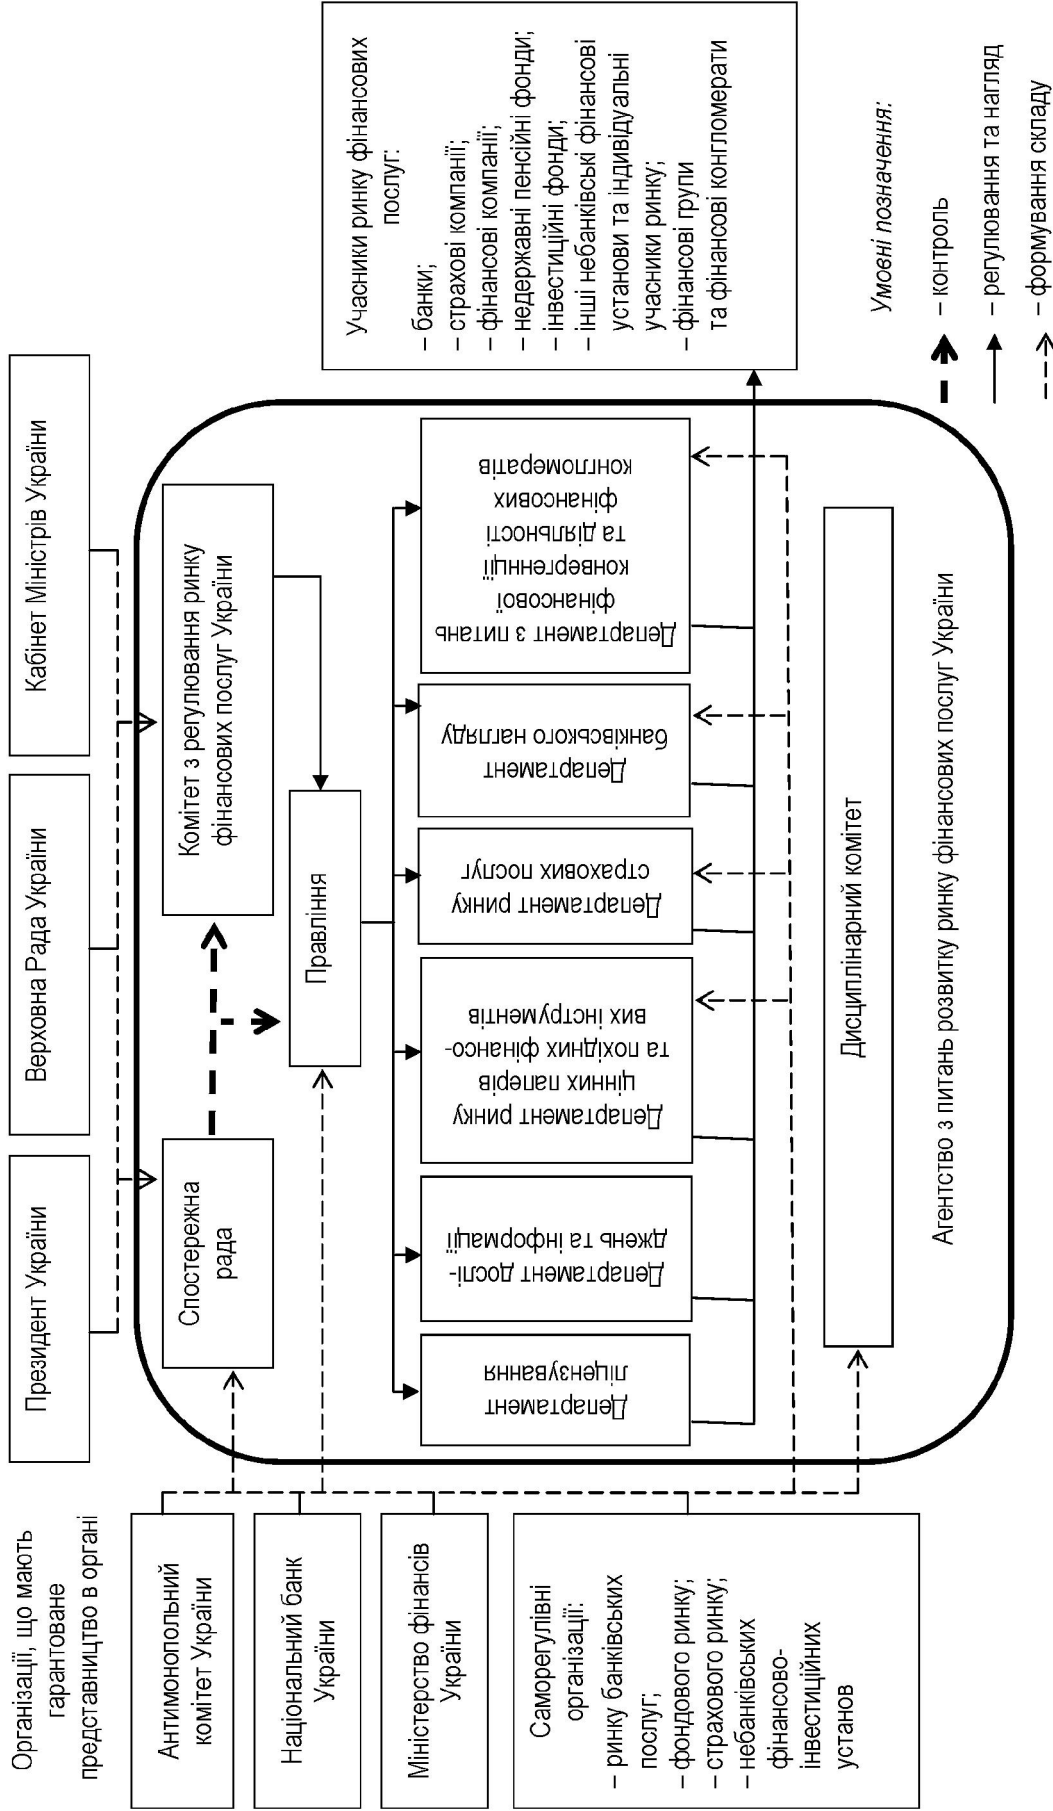 Президент України
Верховна Рада України
Кабінет Міністрів України
Організації, що мають
гарантоване
представництво в органі
Антимонопольний
комітет України
Національний банк
України
Міністерство фінансів
України
Саморегулівні
організації:
– ринку банківських
послуг;
– фондового ринку;
– страхового ринку;
– небанківських
фінансово-
інвестиційних
установ
Спостережна
рада
Комітет з регулювання ринку
фінансових послуг України
Правління
Департамент
ліцензування
Департамент дослі-
джень та інформації
Департамент ринку
цінних паперів
та похідних фінансо-
вих інструментів
Департамент ринку
страхових послуг
Департамент
банківського нагляду
Департамент з питань
фінансової
конвергеннції
та діяльності
фінансових
конгломератів
Дисциплінарний комітет
Агентство з питань розвитку ринку фінансових послуг України
Учасники ринку фінансових
послуг:
– банки;
– страхові компанії;
– фінансові компанії;
– недержавні пенсійні фонди;
– інвестиційні фонди;
– інші небанківські фінансові
установи та індивідуальні
учасники ринку;
– фінансові групи
та фінансові конгломерати
Умовні позначення:
– контроль
– регулювання та нагляд
– формування складу